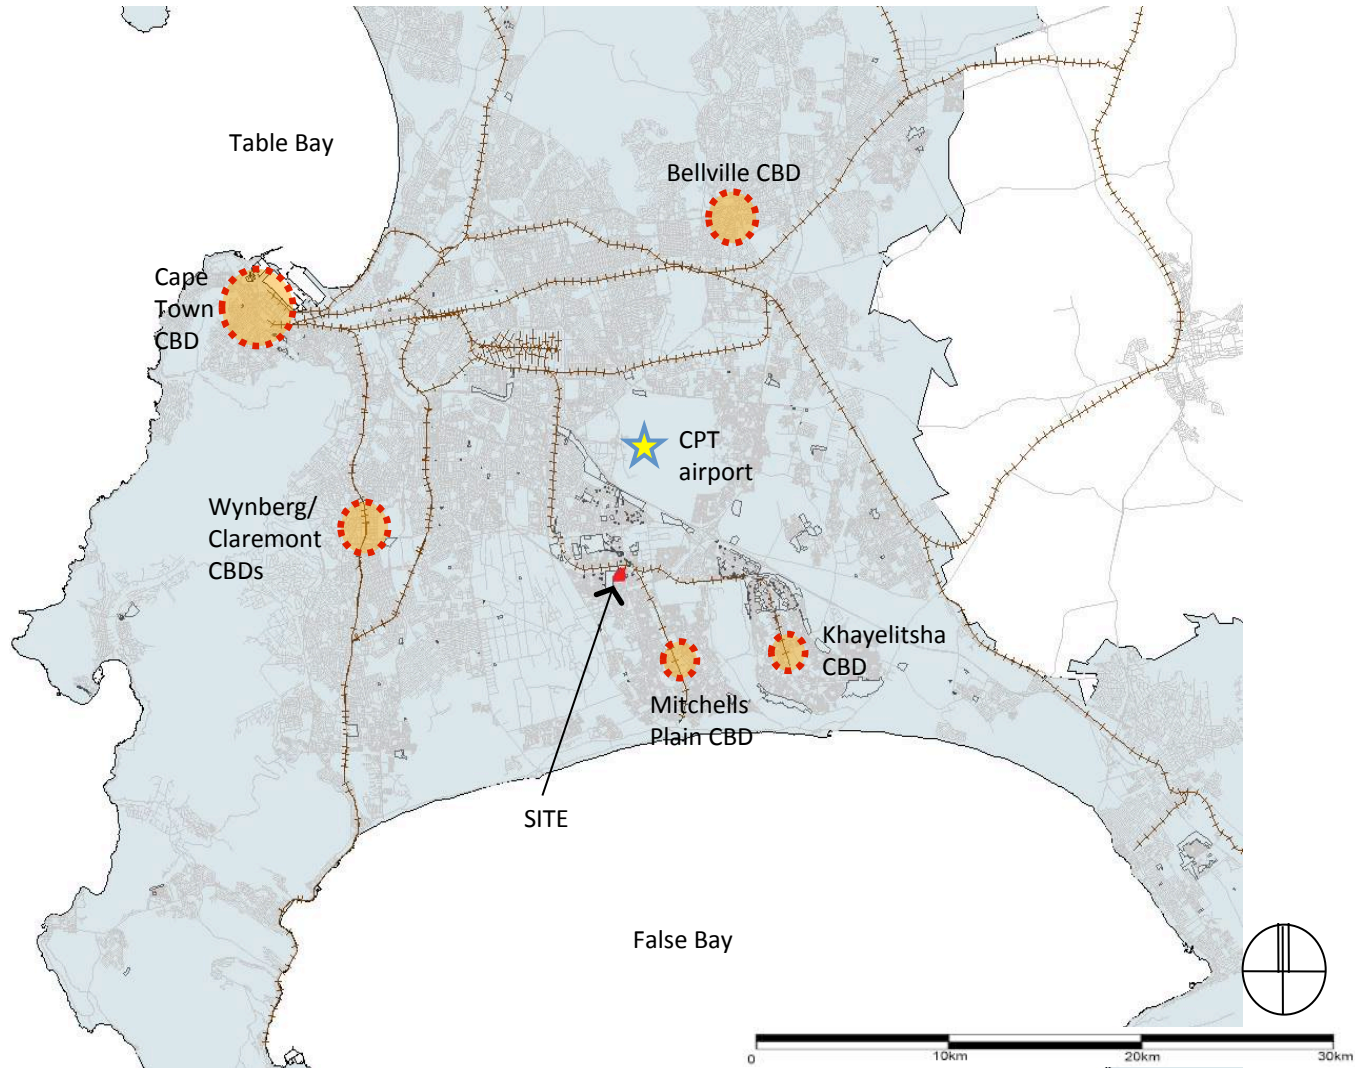 Table Bay
Bellville CBD
Cape
Town
CBD
CPT
airport
Wynberg/
Claremont
CBDs
Khayelitsha
CBD
Mitchells
Plain CBD
SITE
False Bay
0
10km
20km
30km